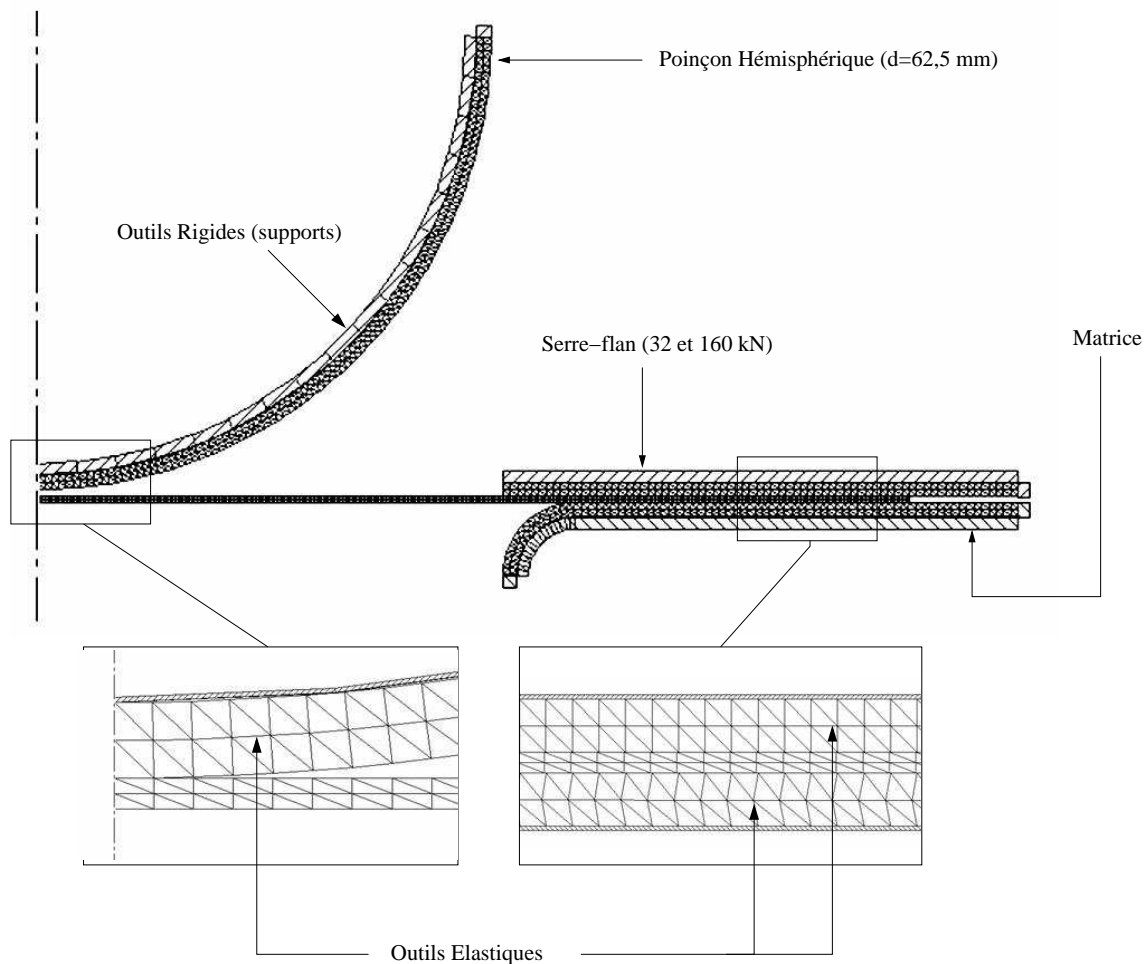 Poinçon Hémisphérique (d=62,5 mm)
Outils Rigides (supports)
Serre−flan (32 et 160 kN)
Matrice
Outils Elastiques